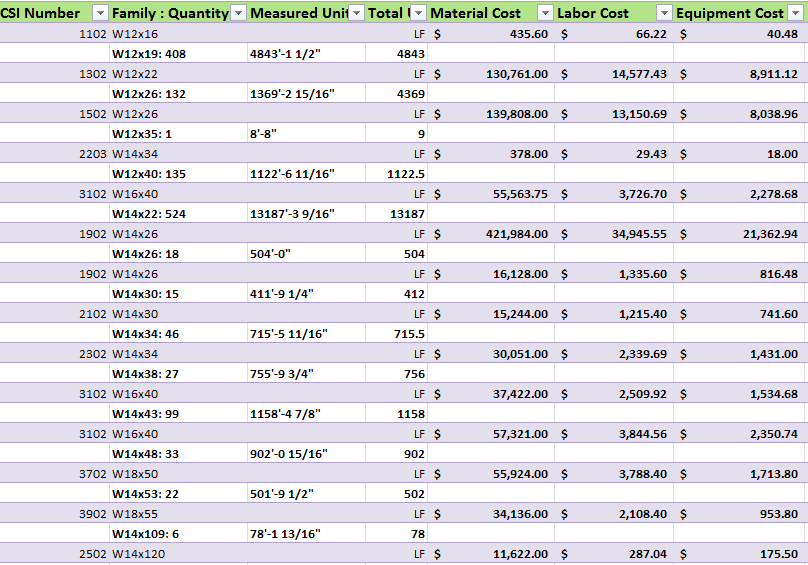 CSI Number Family : Quantity Measured Unit Total U Material Cost Labor Cost Equipment Cost
1102 W12x16 LF $ 435.60 $ 66.22 $ 40.48
W12x19: 408 4843'-1 1/2" 4843
1302 W12x22 LF $ 130,761.00 $ 14,577.43 $ 8,911.12
W12x26: 132 1369'-2 15/16" 4369
1502 W12x26 LF $ 139,808.00 $ 13,150.69 $ 8,038.96
W12x35: 1 8'-8" 9
2203 W14x34 LF $ 378.00 $ 29.43 $ 18.00
W12x40: 135 1122'-6 11/16" 1122.5
3102 W16x40 LF $ 55,563.75 $ 3,726.70 $ 2,278.68
W14x22: 524 13187'-3 9/16" 13187
1902 W14x26 LF $ 421,984.00 $ 34,945.55 $ 21,362.94
W14x26: 18 504'-0" 504
1902 W14x26 LF $ 16,128.00 $ 1,335.60 $ 816.48
W14x30: 15 411'-9 1/4" 412
2102 W14x30 LF $ 15,244.00 $ 1,215.40 $ 741.60
W14x34: 46 715'-5 11/16" 715.5
2302 W14x34 LF $ 30,051.00 $ 2,339.69 $ 1,431.00
W14x38: 27 755'-9 3/4" 756
3102 W16x40 LF $ 37,422.00 $ 2,509.92 $ 1,534.68
W14x43: 99 1158'-4 7/8" 1158
3102 W16x40 LF $ 57,321.00 $ 3,844.56 $ 2,350.74
W14x48: 33 902'-0 15/16" 902
3702 W18x50 LF $ 55,924.00 $ 3,788.40 $ 1,713.80
W14x53: 22 501'-9 1/2" 502
3902 W18x55 LF $ 34,136.00 $ 2,108.40 $ 953.80
W14x109: 6 78'-1 13/16" 78
2502 W14x120 LF $ 11,622.00 $ 287.04 $ 175.50